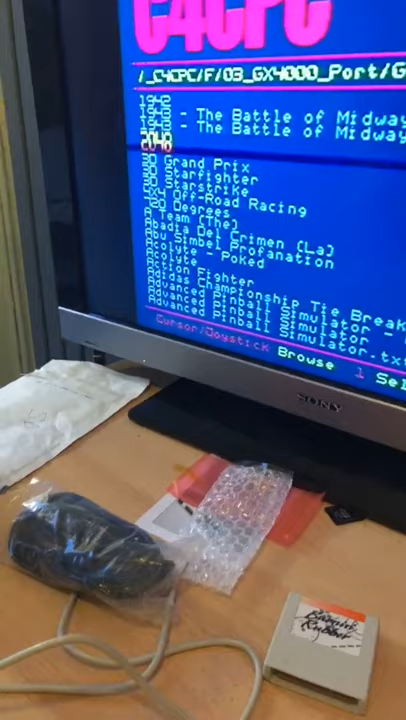 C4CPC
/_C4CPC/F/03_GX4000_Port/G
1942
1943 - The Battle of Midway
1943 - The Battle of Midway
2048
3D Grand Prix
3D Starfighter
3D Starstrike
4x4 Off-Road Racing
720 Degrees
A Team (The)
Abadia Del Crimen (La)
Abu Simbel Profanation
Acolyte - Poked
Acolyte
Action Fighter
Adidas Championship Tie Break
Advanced Pinball Simulator -
Advanced Pinball Simulator
Advanced Pinball Simulator.txt
Cursor/Joystick Browse 1 Sel
SONY